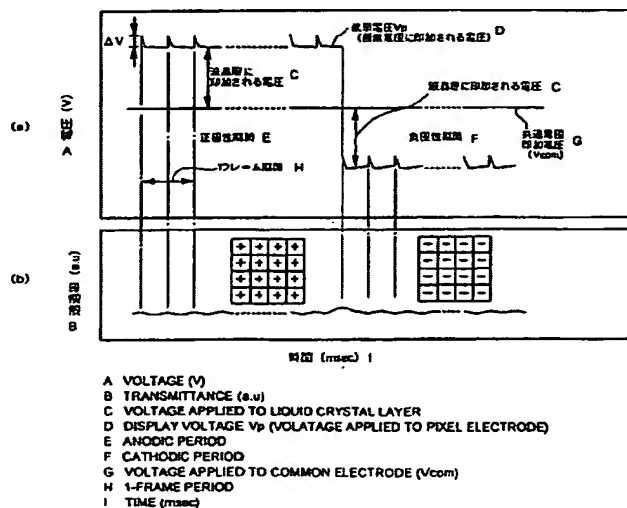 ΔV
表示電圧Vp D
(画素電極に印加される電圧)
液晶層に
印加される電圧 C
液晶層に印加される電圧 C
(a)
電圧 (V)
A
正極性期間 E
負極性期間 F
共通電極
印加電圧
(Vcom)
G
1フレーム期間 H
(b)
透過率 (a.u)
B
+ + + +
+ + + +
+ + + +
+ + + +
- - - -
- - - -
- - - -
- - - -
時間 (msec) I
A VOLTAGE (V)
B TRANSMITTANCE (a.u)
C VOLTAGE APPLIED TO LIQUID CRYSTAL LAYER
D DISPLAY VOLTAGE Vp (VOLATAGE APPLIED TO PIXEL ELECTRODE)
E ANODIC PERIOD
F CATHODIC PERIOD
G VOLTAGE APPLIED TO COMMON ELECTRODE (Vcom)
H 1-FRAME PERIOD
I TIME (msec)